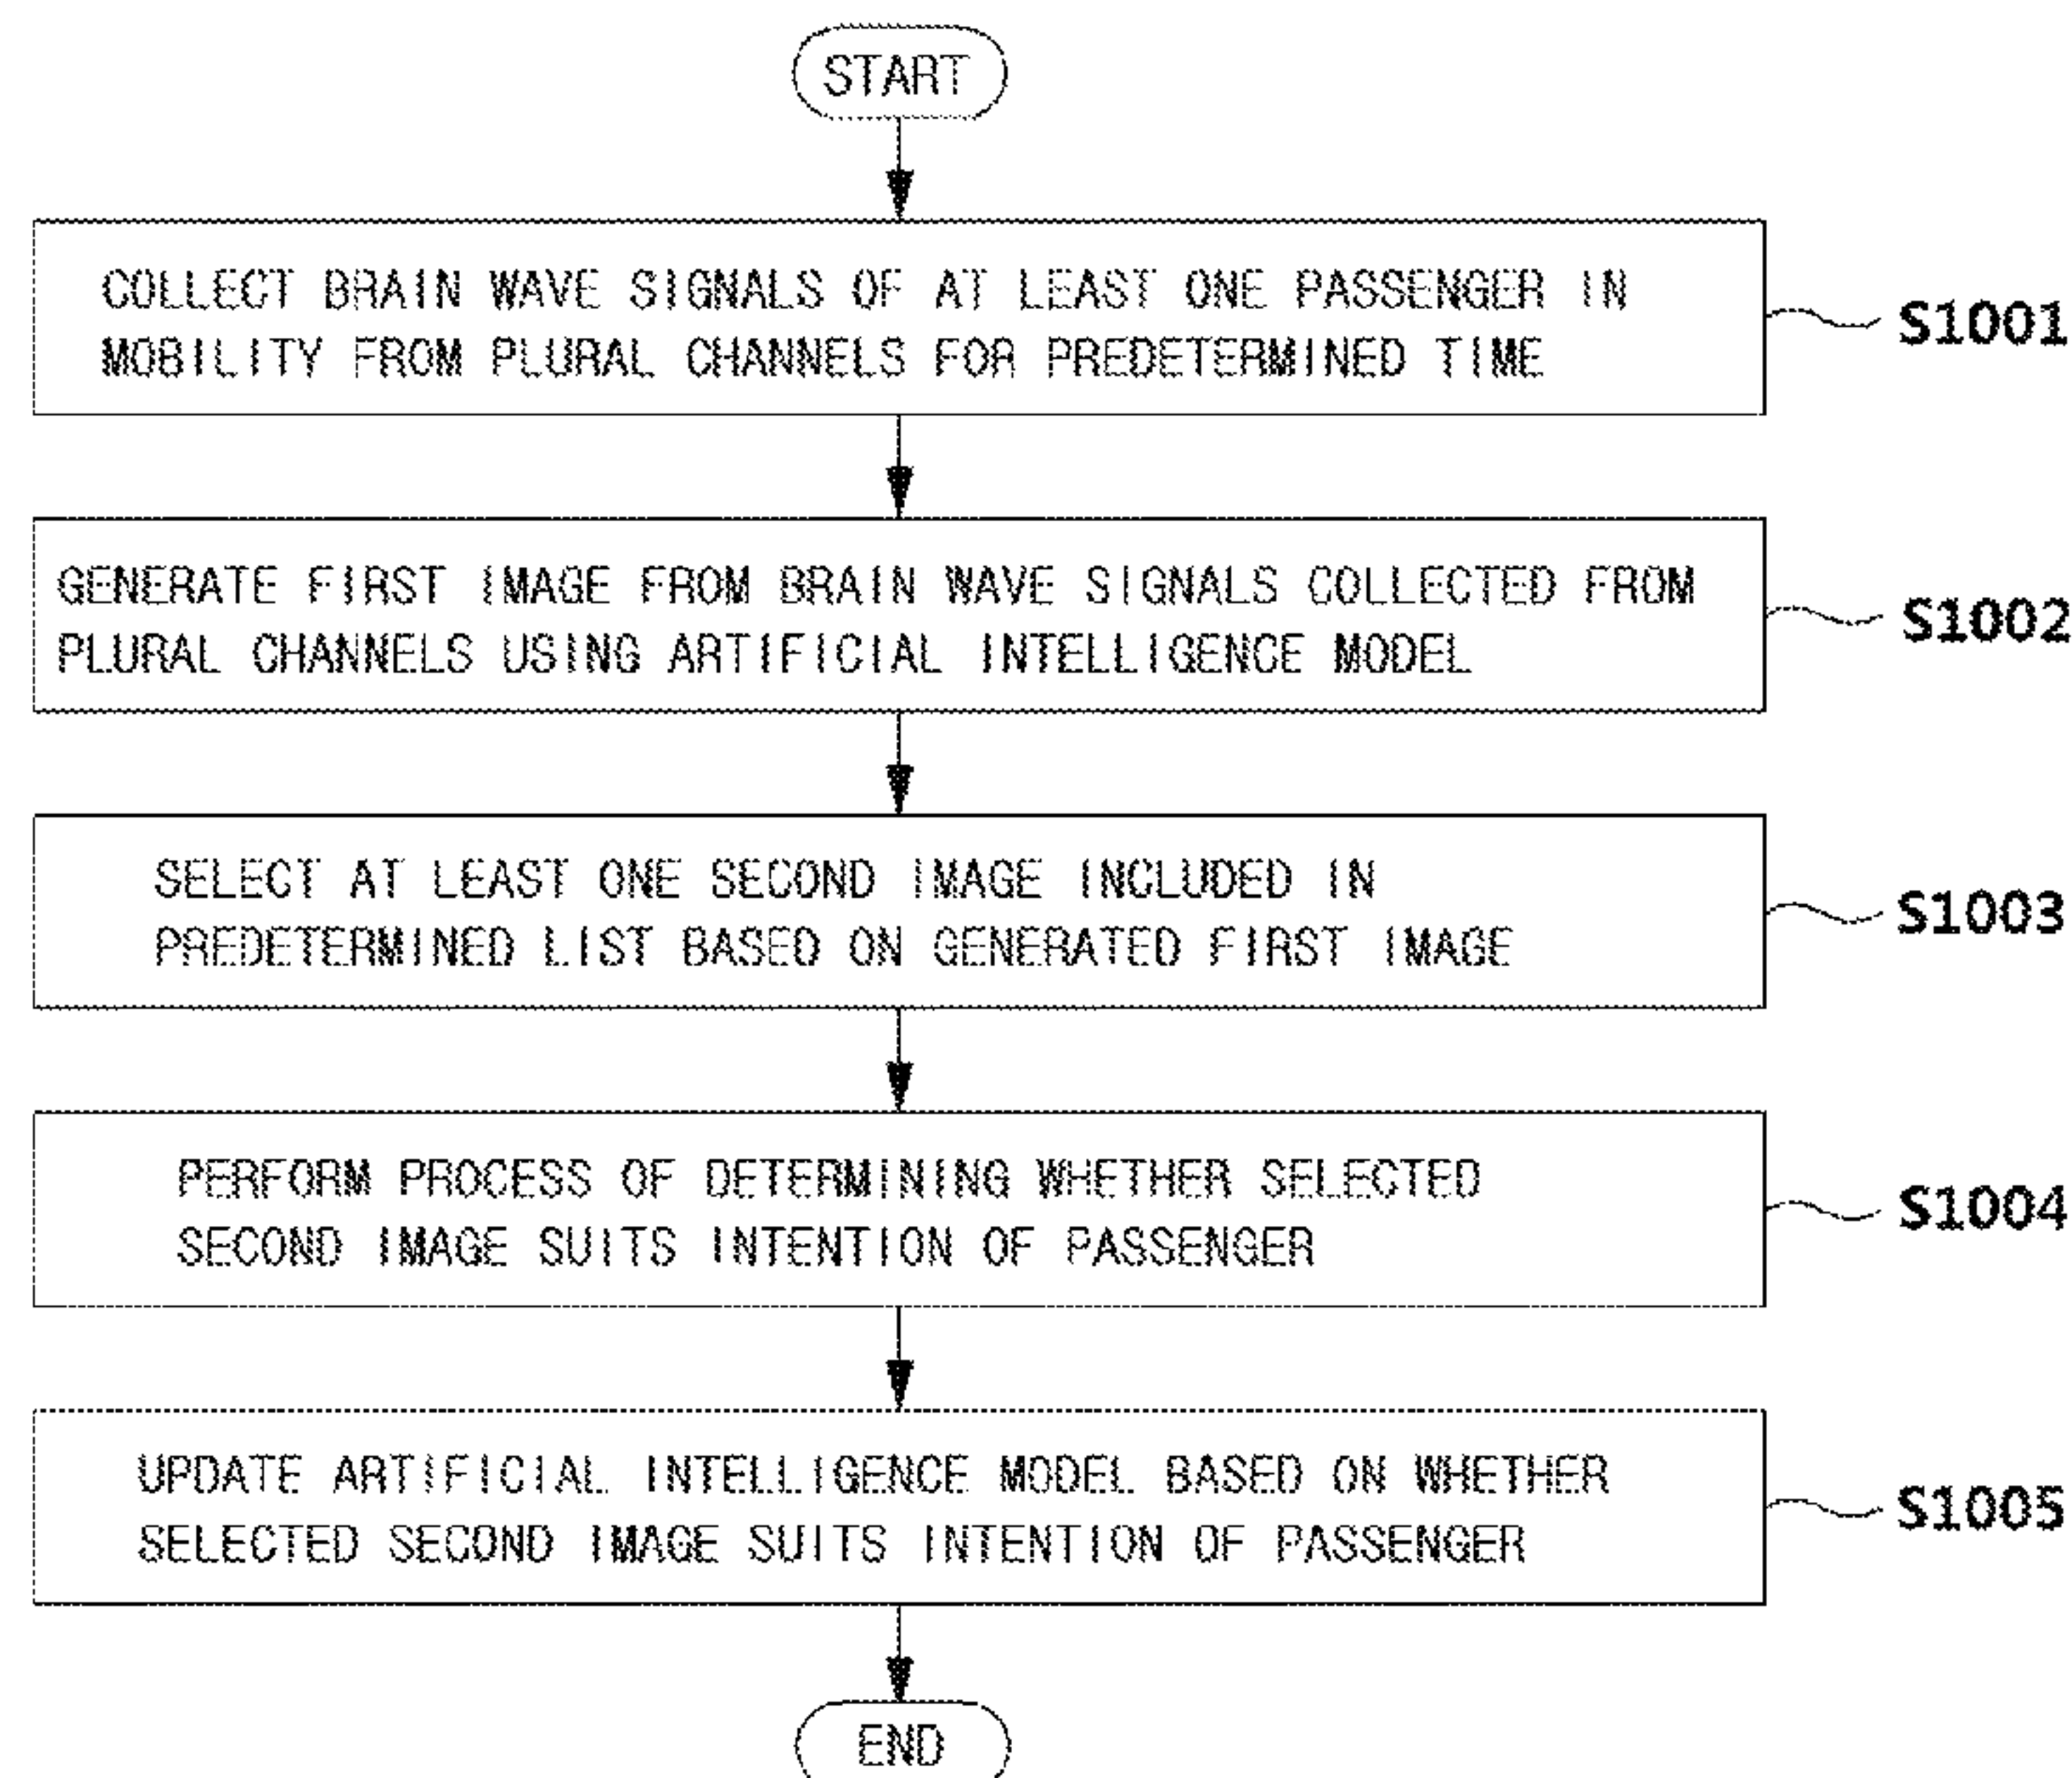 START
COLLECT BRAIN WAVE SIGNALS OF AT LEAST ONE PASSENGER IN
MOBILITY FROM PLURAL CHANNELS FOR PREDETERMINED TIME
S1001
GENERATE FIRST IMAGE FROM BRAIN WAVE SIGNALS COLLECTED FROM
PLURAL CHANNELS USING ARTIFICIAL INTELLIGENCE MODEL
S1002
SELECT AT LEAST ONE SECOND IMAGE INCLUDED IN
PREDETERMINED LIST BASED ON GENERATED FIRST IMAGE
S1003
PERFORM PROCESS OF DETERMINING WHETHER SELECTED
SECOND IMAGE SUITS INTENTION OF PASSENGER
S1004
UPDATE ARTIFICIAL INTELLIGENCE MODEL BASED ON WHETHER
SELECTED SECOND IMAGE SUITS INTENTION OF PASSENGER
S1005
END